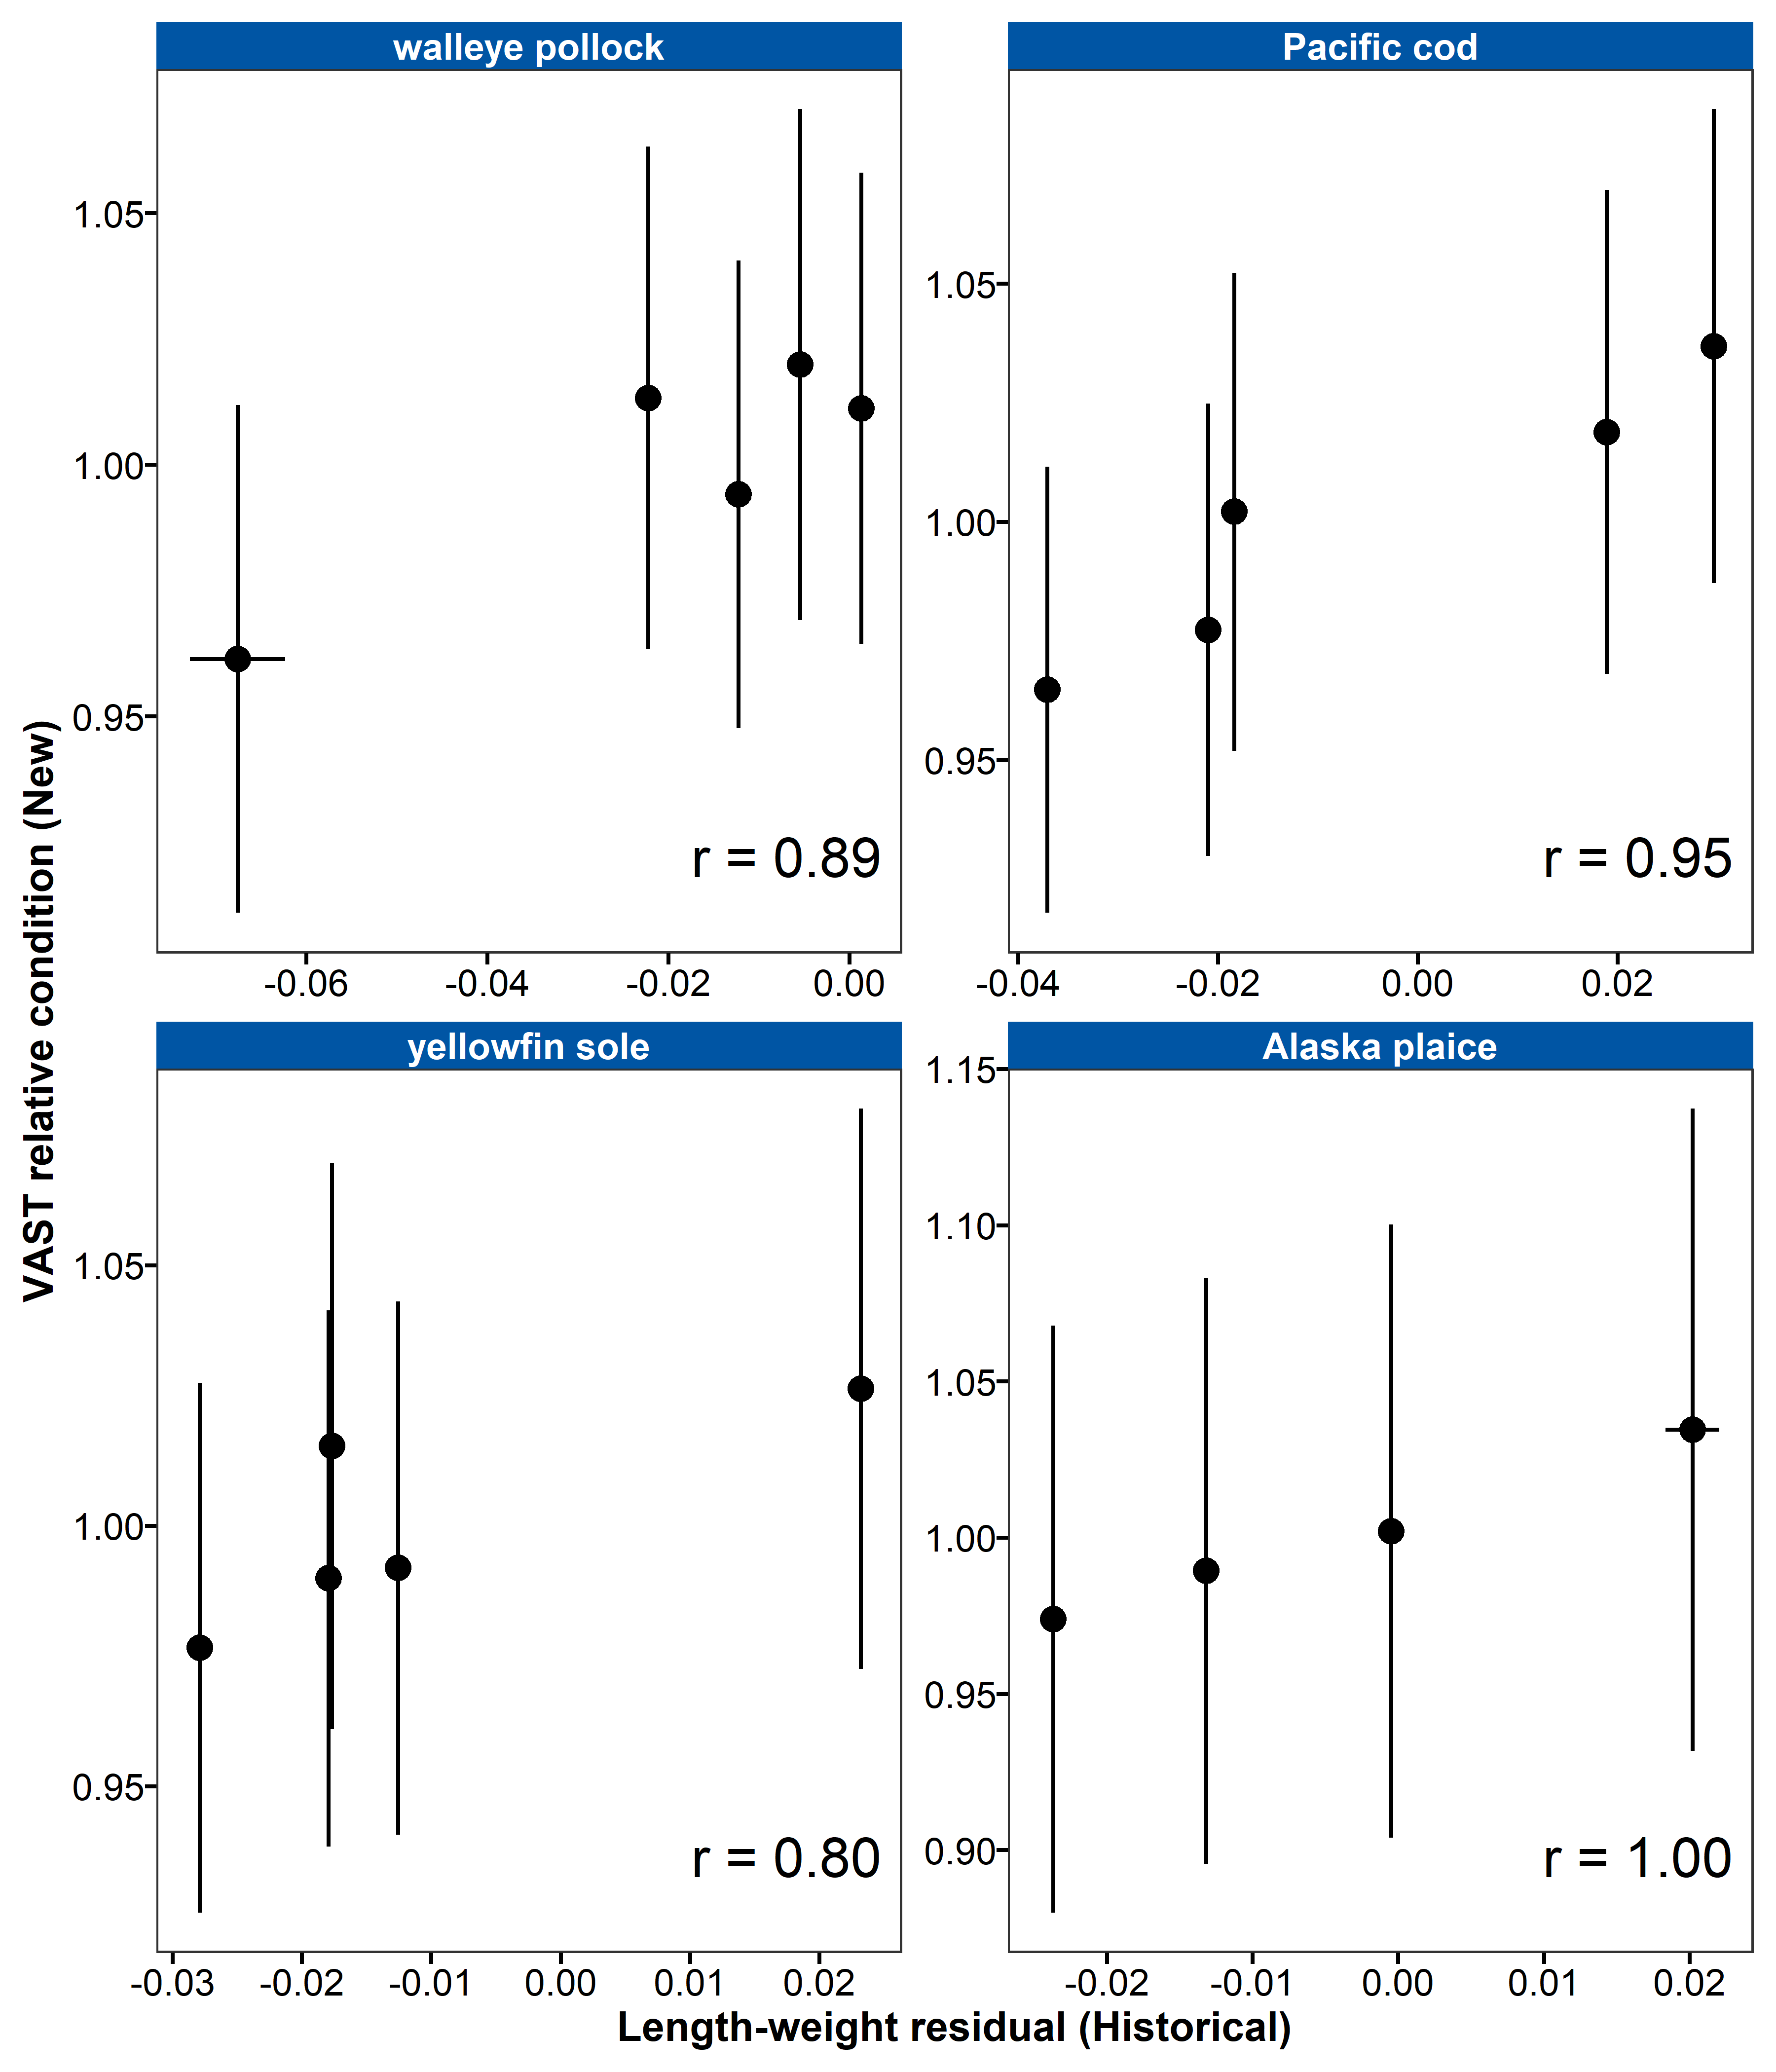 walleye pollock
Pacific cod
1.05
1.00
0.95
r = 0.89
-0.06 -0.04 -0.02 0.00
1.05
1.00
0.95
r = 0.95
-0.04 -0.02 0.00 0.02
VAST relative condition (New)
yellowfin sole
Alaska plaice
1.05
1.00
0.95
r = 0.80
-0.03 -0.02 -0.01 0.00 0.01 0.02
1.15
1.10
1.05
1.00
0.95
0.90
r = 1.00
-0.02 -0.01 0.00 0.01 0.02
Length-weight residual (Historical)